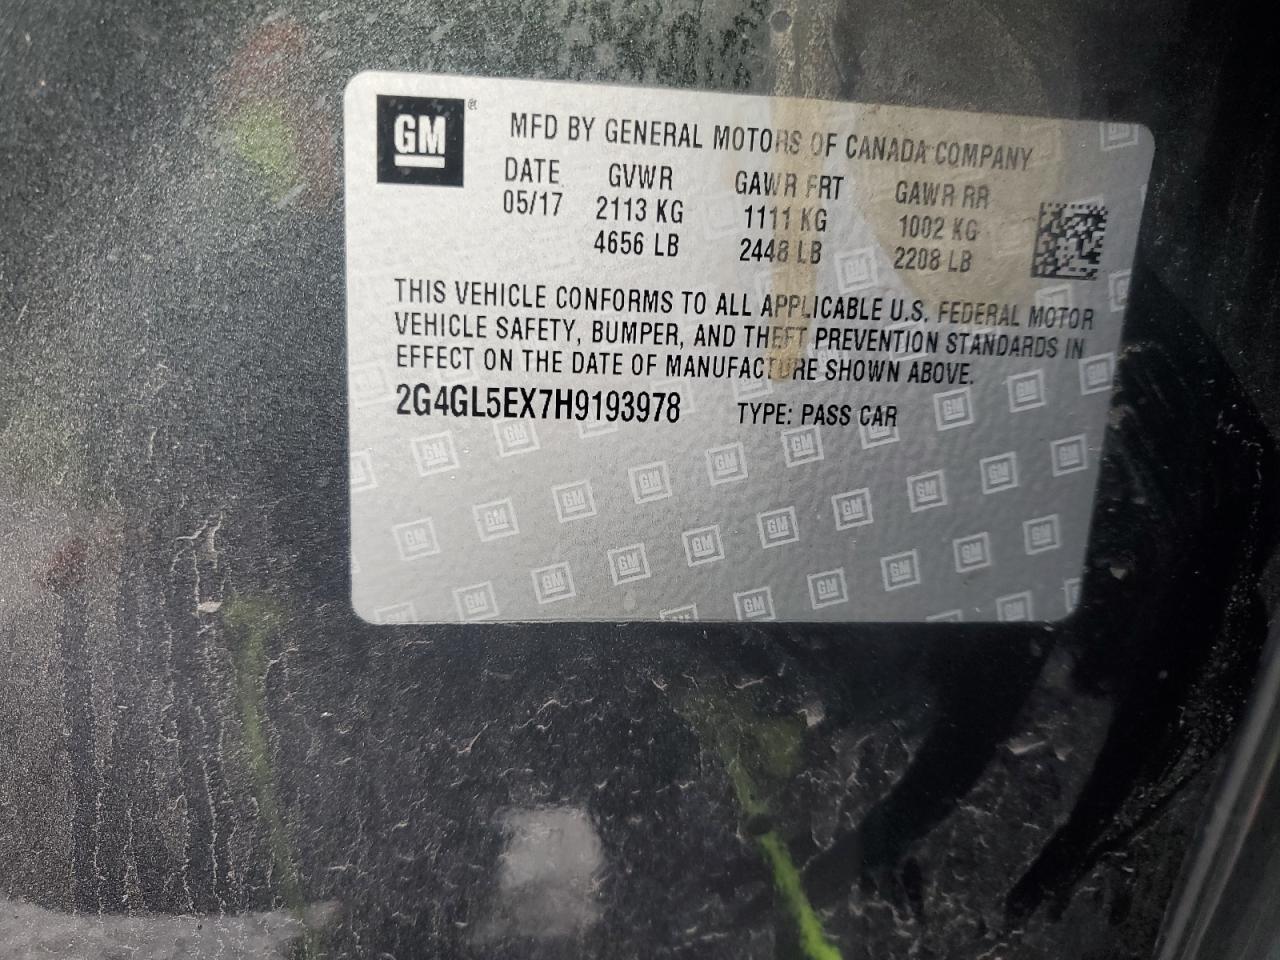 GM
MFD BY GENERAL MOTORS OF CANADA COMPANY
DATE GVWR GAWR FRT GAWR RR
05/17 2113 KG 1111 KG 1002 KG
4656 LB 2448 LB 2208 LB
THIS VEHICLE CONFORMS TO ALL APPLICABLE U.S. FEDERAL MOTOR
VEHICLE SAFETY, BUMPER, AND THEFT PREVENTION STANDARDS IN
EFFECT ON THE DATE OF MANUFACTURE SHOWN ABOVE.
2G4GL5EX7H9193978 TYPE: PASS CAR